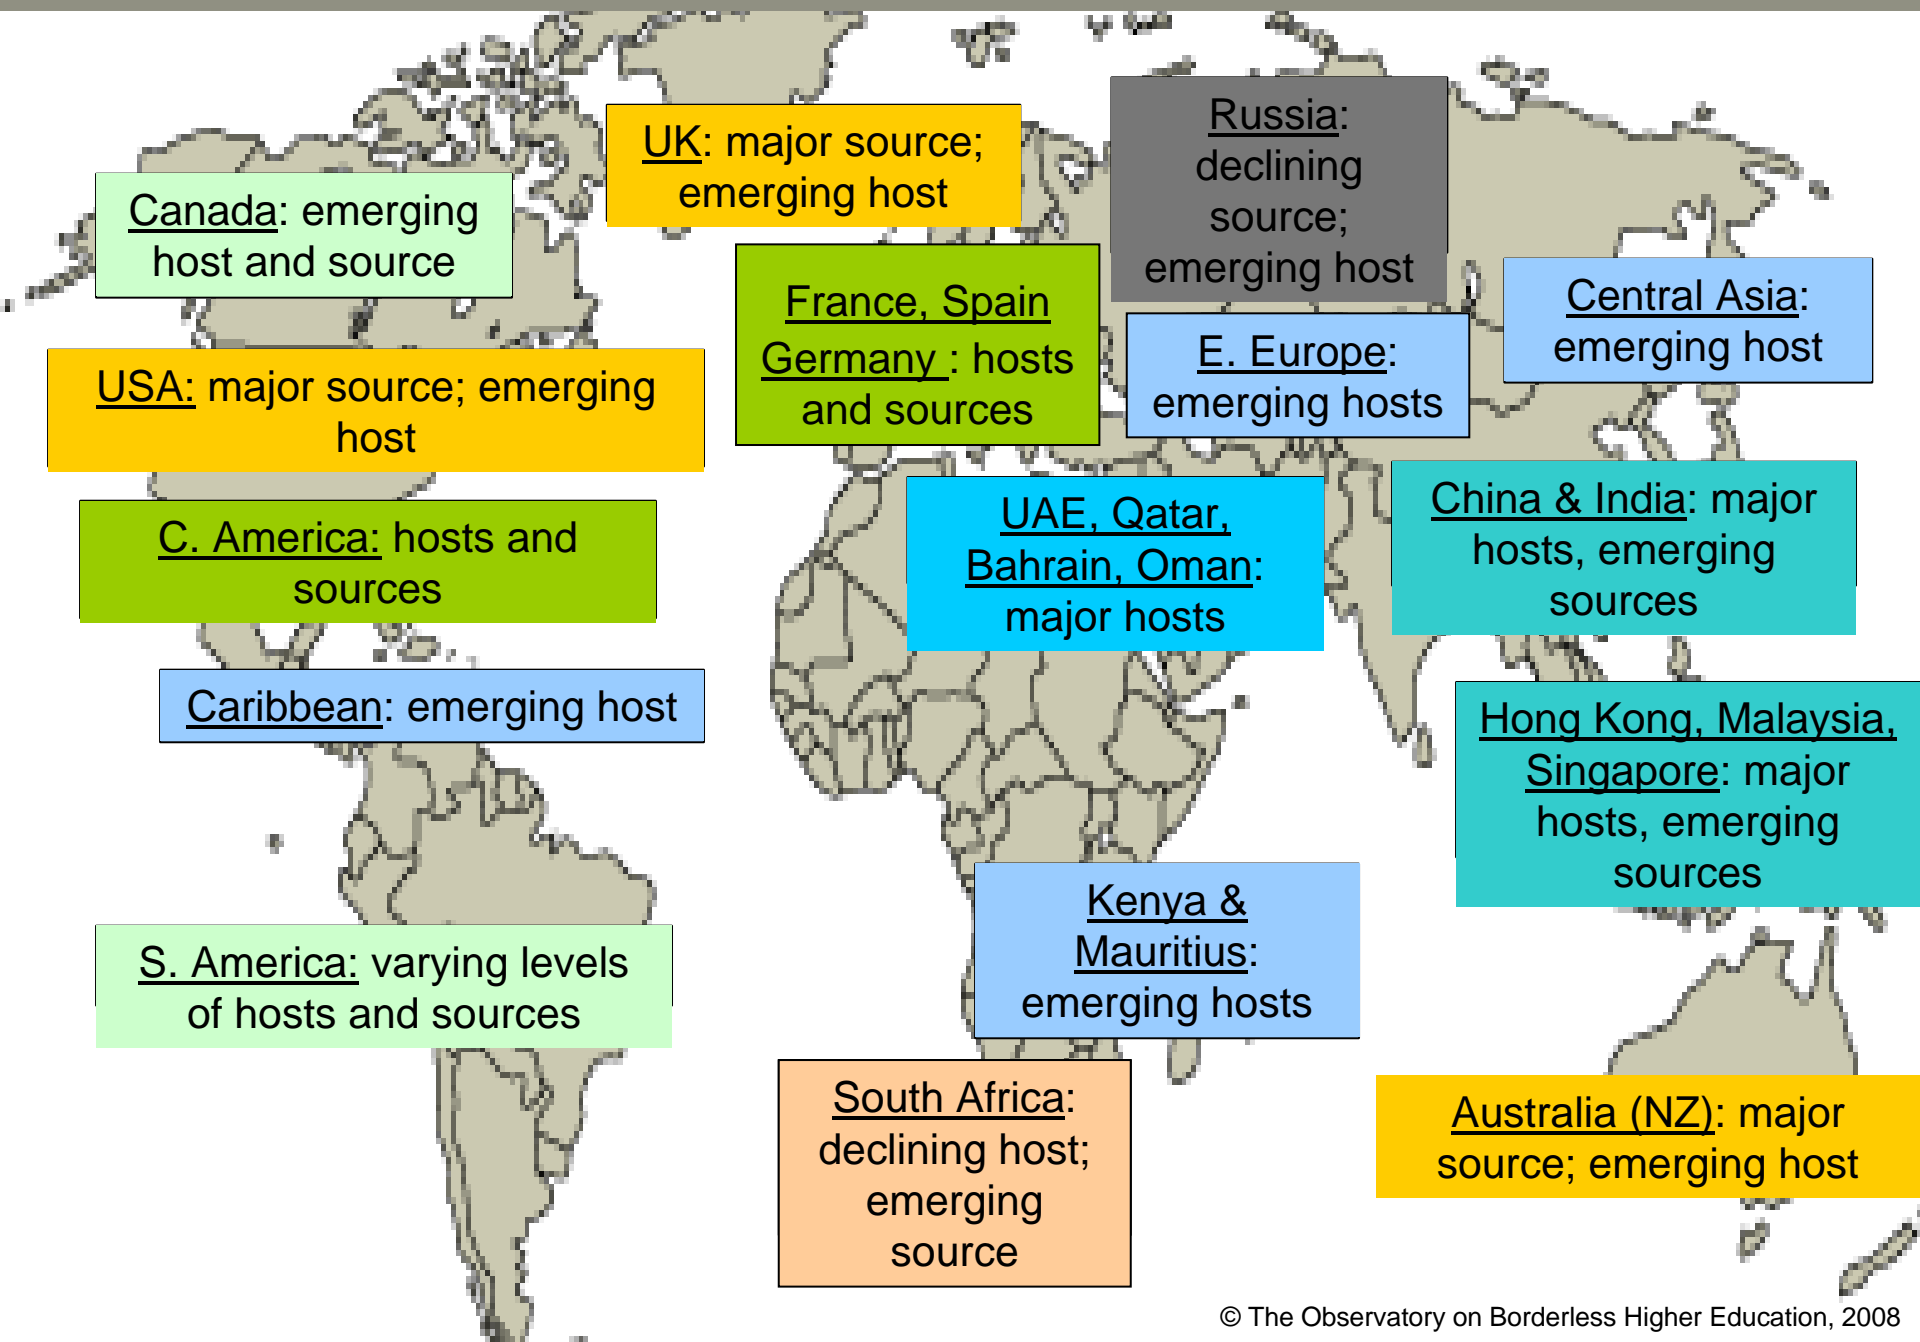 UK: major source;
emerging host
Russia:
declining
source;
emerging host
Canada: emerging
host and source
France, Spain
Germany : hosts
and sources
Central Asia:
emerging host
E. Europe:
emerging hosts
USA: major source; emerging
host
C. America: hosts and
sources
UAE, Qatar,
Bahrain, Oman:
major hosts
China & India: major
hosts, emerging
sources
Caribbean: emerging host
Hong Kong, Malaysia,
Singapore: major
hosts, emerging
sources
Kenya &
Mauritius:
emerging hosts
S. America: varying levels
of hosts and sources
South Africa:
declining host;
emerging
source
Australia (NZ): major
source; emerging host
© The Observatory on Borderless Higher Education, 2008